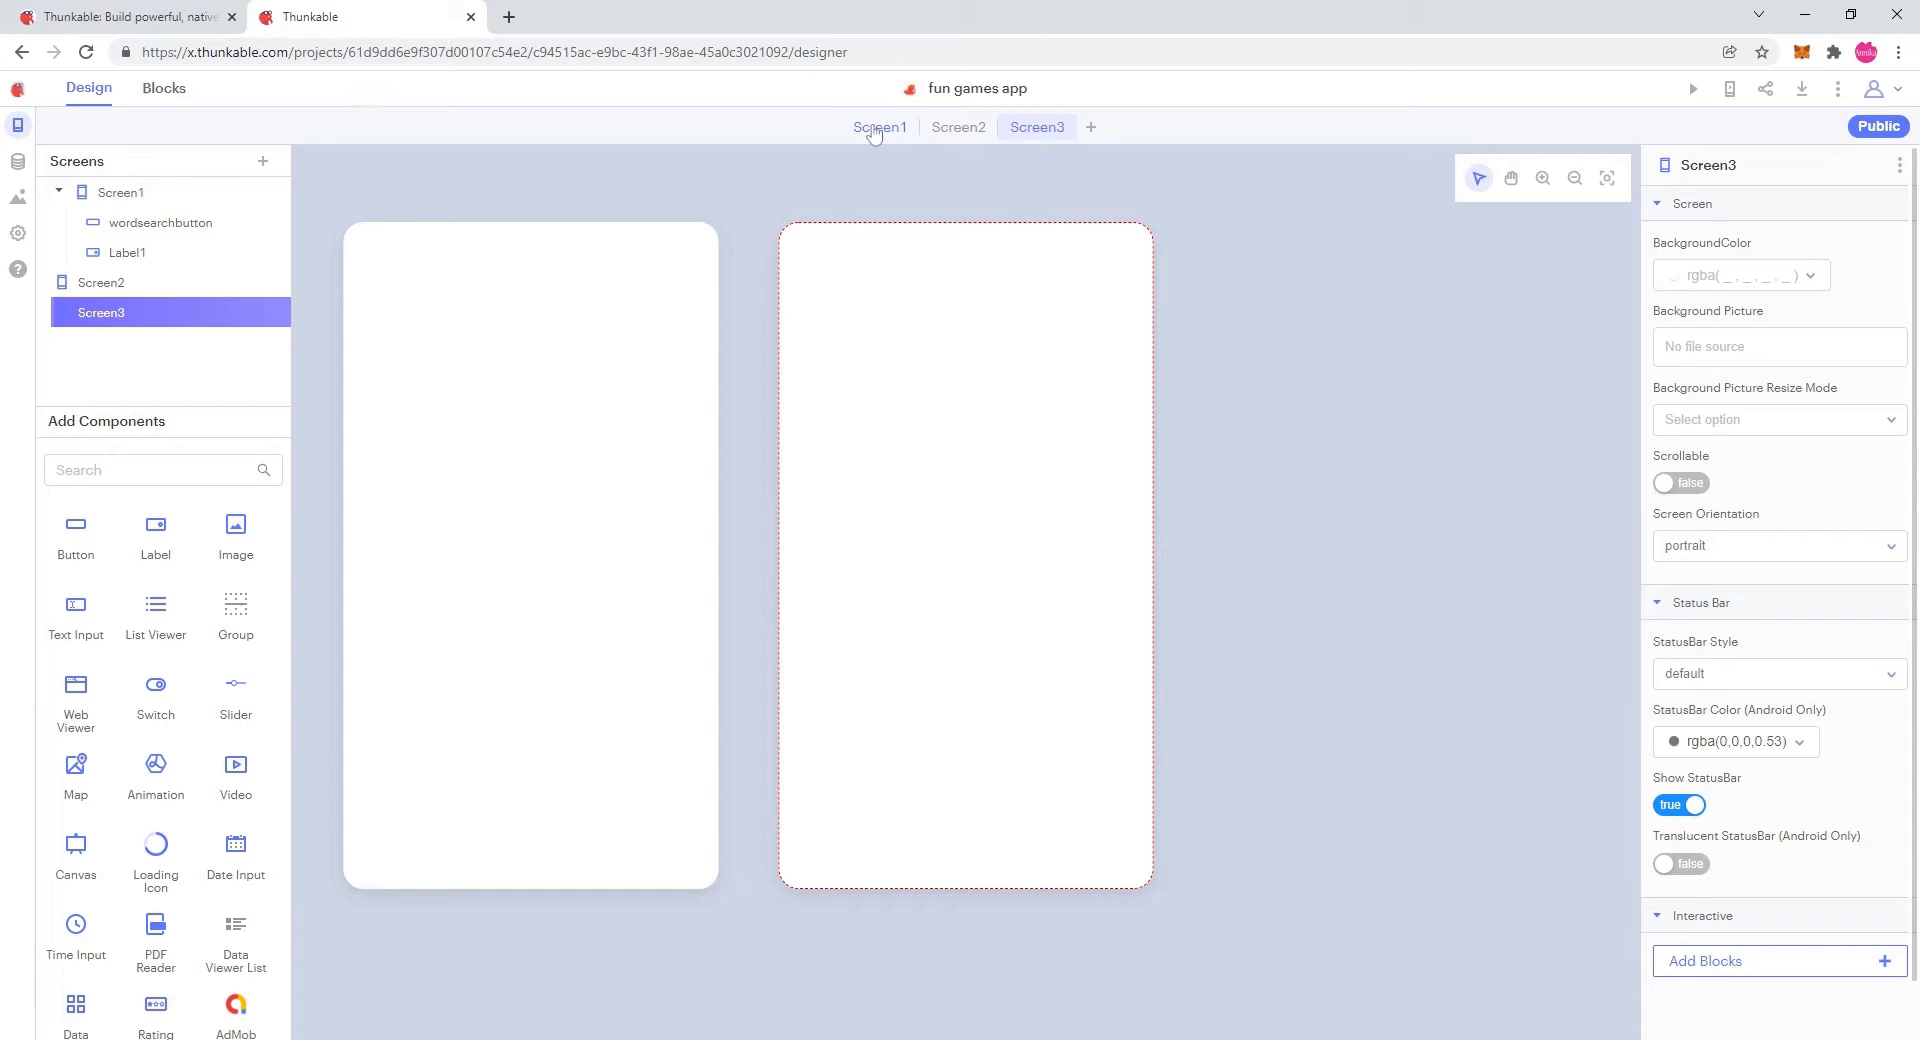 Thunkable: Build powerful, native
Thunkable
https://x.thunkable.com/projects/61d9dd6e9f307d00107c54e2/c94515ac-e9bc-43f1-98ae-45a0c3021092/designer
Annika
Design
Blocks
fun games app
Screen1
Screen2
Screen3
Public
Screens
Screen1
wordsearchbutton
Label1
Screen2
Screen3
Add Components
Search
Button
Label
Image
Text Input
List Viewer
Group
Web
Viewer
Switch
Slider
Map
Animation
Video
Canvas
Loading
Icon
Date Input
Time Input
PDF
Reader
Data
Viewer List
Data
Rating
AdMob
Screen3
Screen
BackgroundColor
rgba( _ , _ , _ , _ )
Background Picture
No file source
Background Picture Resize Mode
Select option
Scrollable
false
Screen Orientation
portrait
Status Bar
StatusBar Style
default
StatusBar Color (Android Only)
rgba(0,0,0,0.53)
Show StatusBar
true
Translucent StatusBar (Android Only)
false
Interactive
Add Blocks